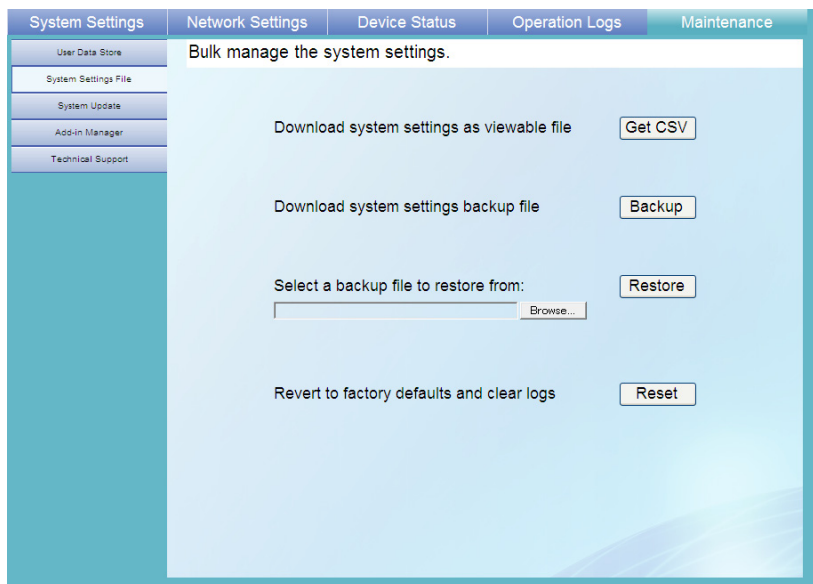 System Settings Network Settings Device Status Operation Logs Maintenance
User Data Store
System Settings File
System Update
Add-in Manager
Technical Support
Bulk manage the system settings.
Download system settings as viewable file Get CSV
Download system settings backup file Backup
Select a backup file to restore from: Restore
Browse...
Revert to factory defaults and clear logs Reset